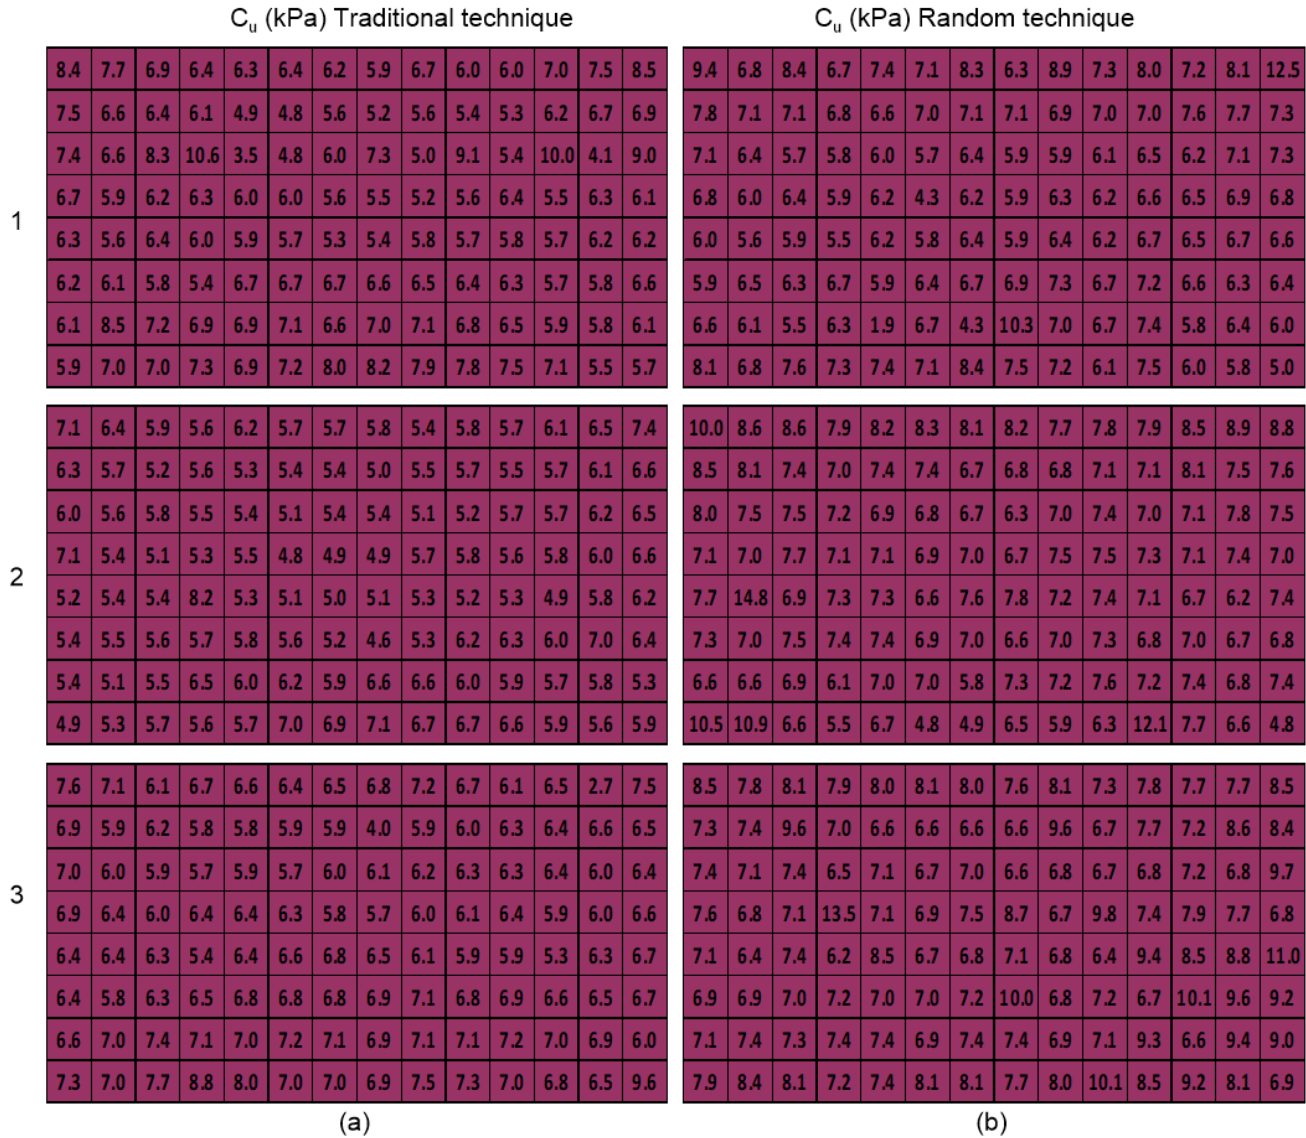 Cu (kPa) Traditional technique
8.4 7.7 6.9 6.4 6.3 6.4 6.2 5.9 6.7 6.0 6.0 7.0 7.5 8.5
7.5 6.6 6.4 6.1 4.9 4.8 5.6 5.2 5.6 5.4 5.3 6.2 6.7 6.9
7.4 6.6 8.3 10.6 3.5 4.8 6.0 7.3 5.0 9.1 5.4 10.0 4.1 9.0
6.7 5.9 6.2 6.3 6.0 6.0 5.6 5.5 5.2 5.6 6.4 5.5 6.3 6.1
1
6.3 5.6 6.4 6.0 5.9 5.7 5.3 5.4 5.8 5.7 5.8 5.7 6.2 6.2
6.2 6.1 5.8 5.4 6.7 6.7 6.7 6.6 6.5 6.4 6.3 5.7 5.8 6.6
6.1 8.5 7.2 6.9 6.9 7.1 6.6 7.0 7.1 6.8 6.5 5.9 5.8 6.1
5.9 7.0 7.0 7.3 6.9 7.2 8.0 8.2 7.9 7.8 7.5 7.1 5.5 5.7
7.1 6.4 5.9 5.6 6.2 5.7 5.7 5.8 5.4 5.8 5.7 6.1 6.5 7.4
6.3 5.7 5.2 5.6 5.3 5.4 5.4 5.0 5.5 5.7 5.5 5.7 6.1 6.6
6.0 5.6 5.8 5.5 5.4 5.1 5.4 5.4 5.1 5.2 5.7 5.7 6.2 6.5
7.1 5.4 5.1 5.3 5.5 4.8 4.9 4.9 5.7 5.8 5.6 5.8 6.0 6.6
2
5.2 5.4 5.4 8.2 5.3 5.1 5.0 5.1 5.3 5.2 5.3 4.9 5.8 6.2
5.4 5.5 5.6 5.7 5.8 5.6 5.2 4.6 5.3 6.2 6.3 6.0 7.0 6.4
5.4 5.1 5.5 6.5 6.0 6.2 5.9 6.6 6.6 6.0 5.9 5.7 5.8 5.3
4.9 5.3 5.7 5.6 5.7 7.0 6.9 7.1 6.7 6.7 6.6 5.9 5.6 5.9
7.6 7.1 6.1 6.7 6.6 6.4 6.5 6.8 7.2 6.7 6.1 6.5 2.7 7.5
6.9 5.9 6.2 5.8 5.8 5.9 5.9 4.0 5.9 6.0 6.3 6.4 6.6 6.5
7.0 6.0 5.9 5.7 5.9 5.7 6.0 6.1 6.2 6.3 6.3 6.4 6.0 6.4
3
6.9 6.4 6.0 6.4 6.4 6.3 5.8 5.7 6.0 6.1 6.4 5.9 6.0 6.6
6.4 6.4 6.3 5.4 6.4 6.6 6.8 6.5 6.1 5.9 5.9 5.3 6.3 6.7
6.4 5.8 6.3 6.5 6.8 6.8 6.8 6.9 7.1 6.8 6.9 6.6 6.5 6.7
6.6 7.0 7.4 7.1 7.0 7.2 7.1 6.9 7.1 7.1 7.2 7.0 6.9 6.0
7.3 7.0 7.7 8.8 8.0 7.0 7.0 6.9 7.5 7.3 7.0 6.8 6.5 9.6
(a)
Cu (kPa) Random technique
9.4 6.8 8.4 6.7 7.4 7.1 8.3 6.3 8.9 7.3 8.0 7.2 8.1 12.5
7.8 7.1 7.1 6.8 6.6 7.0 7.1 7.1 6.9 7.0 7.0 7.6 7.7 7.3
7.1 6.4 5.7 5.8 6.0 5.7 6.4 5.9 5.9 6.1 6.5 6.2 7.1 7.3
6.8 6.0 6.4 5.9 6.2 4.3 6.2 5.9 6.3 6.2 6.6 6.5 6.9 6.8
6.0 5.6 5.9 5.5 6.2 5.8 6.4 5.9 6.4 6.2 6.7 6.5 6.7 6.6
5.9 6.5 6.3 6.7 5.9 6.4 6.7 6.9 7.3 6.7 7.2 6.6 6.3 6.4
6.6 6.1 5.5 6.3 1.9 6.7 4.3 10.3 7.0 6.7 7.4 5.8 6.4 6.0
8.1 6.8 7.6 7.3 7.4 7.1 8.4 7.5 7.2 6.1 7.5 6.0 5.8 5.0
10.0 8.6 8.6 7.9 8.2 8.3 8.1 8.2 7.7 7.8 7.9 8.5 8.9 8.8
8.5 8.1 7.4 7.0 7.4 7.4 6.7 6.8 6.8 7.1 7.1 8.1 7.5 7.6
8.0 7.5 7.5 7.2 6.9 6.8 6.7 6.3 7.0 7.4 7.0 7.1 7.8 7.5
7.1 7.0 7.7 7.1 7.1 6.9 7.0 6.7 7.5 7.5 7.3 7.1 7.4 7.0
7.7 14.8 6.9 7.3 7.3 6.6 7.6 7.8 7.2 7.4 7.1 6.7 6.2 7.4
7.3 7.0 7.5 7.4 7.4 6.9 7.0 6.6 7.0 7.3 6.8 7.0 6.7 6.8
6.6 6.6 6.9 6.1 7.0 7.0 5.8 7.3 7.2 7.6 7.2 7.4 6.8 7.4
10.5 10.9 6.6 5.5 6.7 4.8 4.9 6.5 5.9 6.3 12.1 7.7 6.6 4.8
8.5 7.8 8.1 7.9 8.0 8.1 8.0 7.6 8.1 7.3 7.8 7.7 7.7 8.5
7.3 7.4 9.6 7.0 6.6 6.6 6.6 6.6 9.6 6.7 7.7 7.2 8.6 8.4
7.4 7.1 7.4 6.5 7.1 6.7 7.0 6.6 6.8 6.7 6.8 7.2 6.8 9.7
7.6 6.8 7.1 13.5 7.1 6.9 7.5 8.7 6.7 9.8 7.4 7.9 7.7 6.8
7.1 6.4 7.4 6.2 8.5 6.7 6.8 7.1 6.8 6.4 9.4 8.5 8.8 11.0
6.9 6.9 7.0 7.2 7.0 7.0 7.2 10.0 6.8 7.2 6.7 10.1 9.6 9.2
7.1 7.4 7.3 7.4 7.4 6.9 7.4 7.4 6.9 7.1 9.3 6.6 9.4 9.0
7.9 8.4 8.1 7.2 7.4 8.1 8.1 7.7 8.0 10.1 8.5 9.2 8.1 6.9
(b)